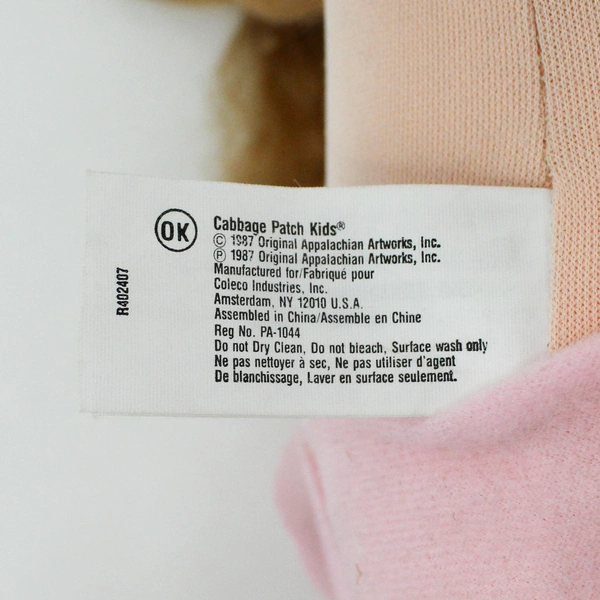 OK
Cabbage Patch Kids®
© 1987 Original Appalachian Artworks, Inc.
℗ 1987 Original Appalachian Artworks, Inc.
Manufactured for/Fabriqué pour
Coleco Industries, Inc.
Amsterdam, NY 12010 U.S.A.
Assembled in China/Assemble en Chine
Reg No. PA-1044
Do not Dry Clean, Do not bleach, Surface wash only
Ne pas nettoyer à sec, Ne pas utiliser d'agent
De blanchissage, Laver en surface seulement.
R402407